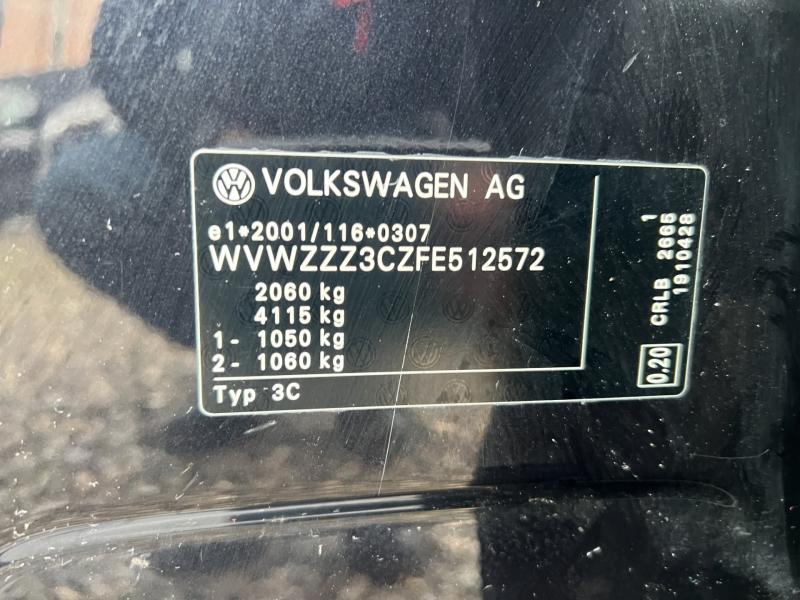 VOLKSWAGEN AG
e1*2001/116*0307
WVWZZZ3CZFE512572
2060 kg
4115 kg
1- 1050 kg
2- 1060 kg
Typ 3C
1
CRLB 2665
1910428
0.20